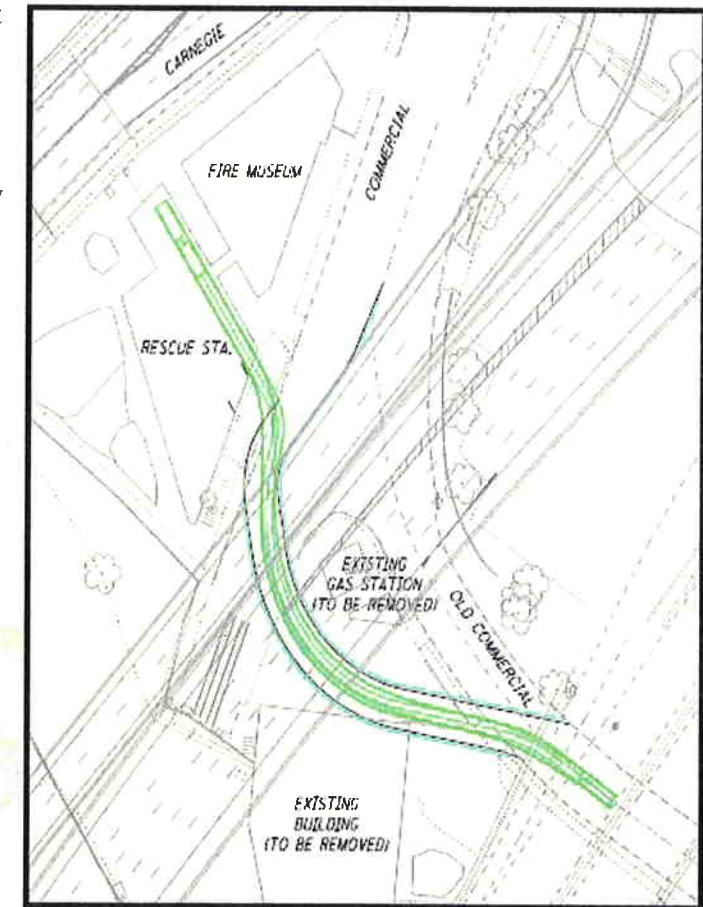 CARNEGIE
COMMERCIAL
FIRE MUSEUM
RESCUE STA.
EXISTING
GAS STATION
(TO BE REMOVED)
OLD COMMERCIAL
EXISTING
BUILDING
(TO BE REMOVED)